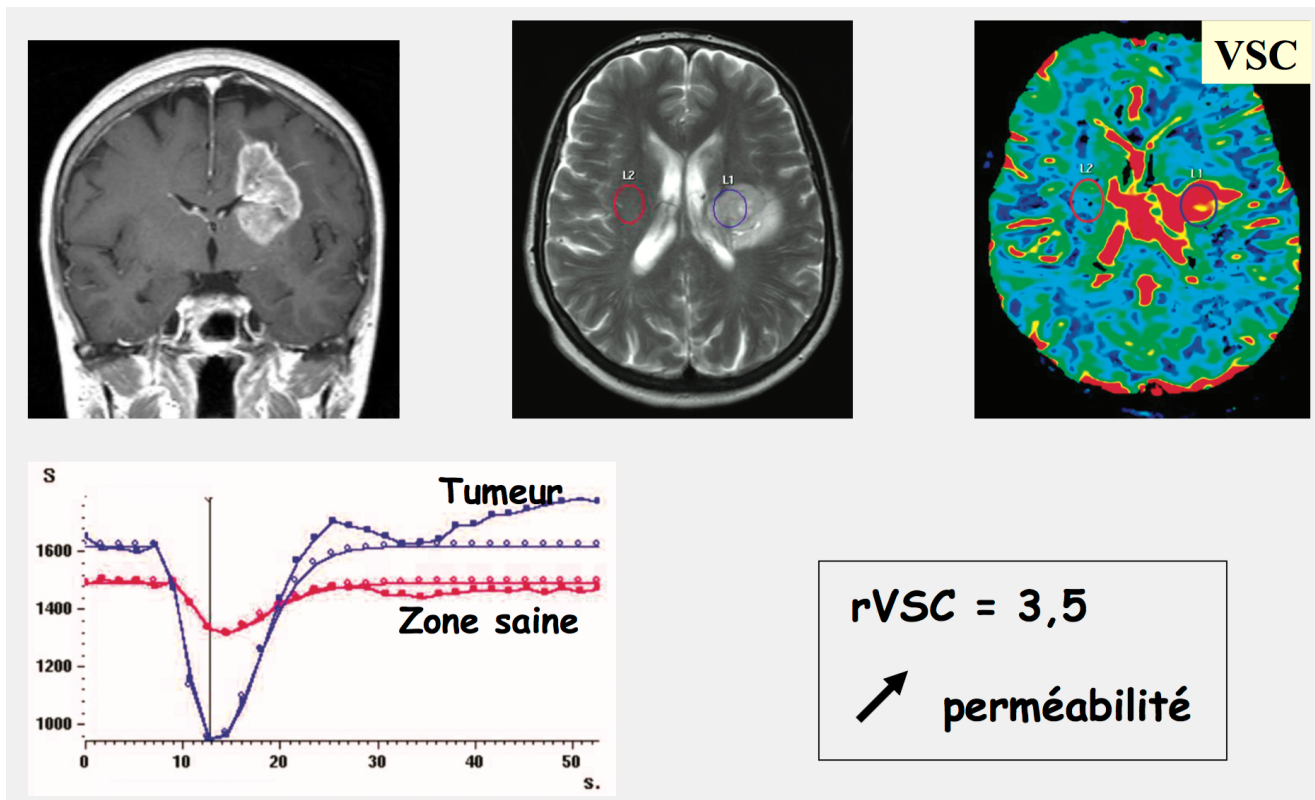 VSC
L2
L1
L2
L1
S
Tumeur
1600
1400
Zone saine
1200
1000
0 10 20 30 40 50
s.
rVSC = 3,5
perméabilité